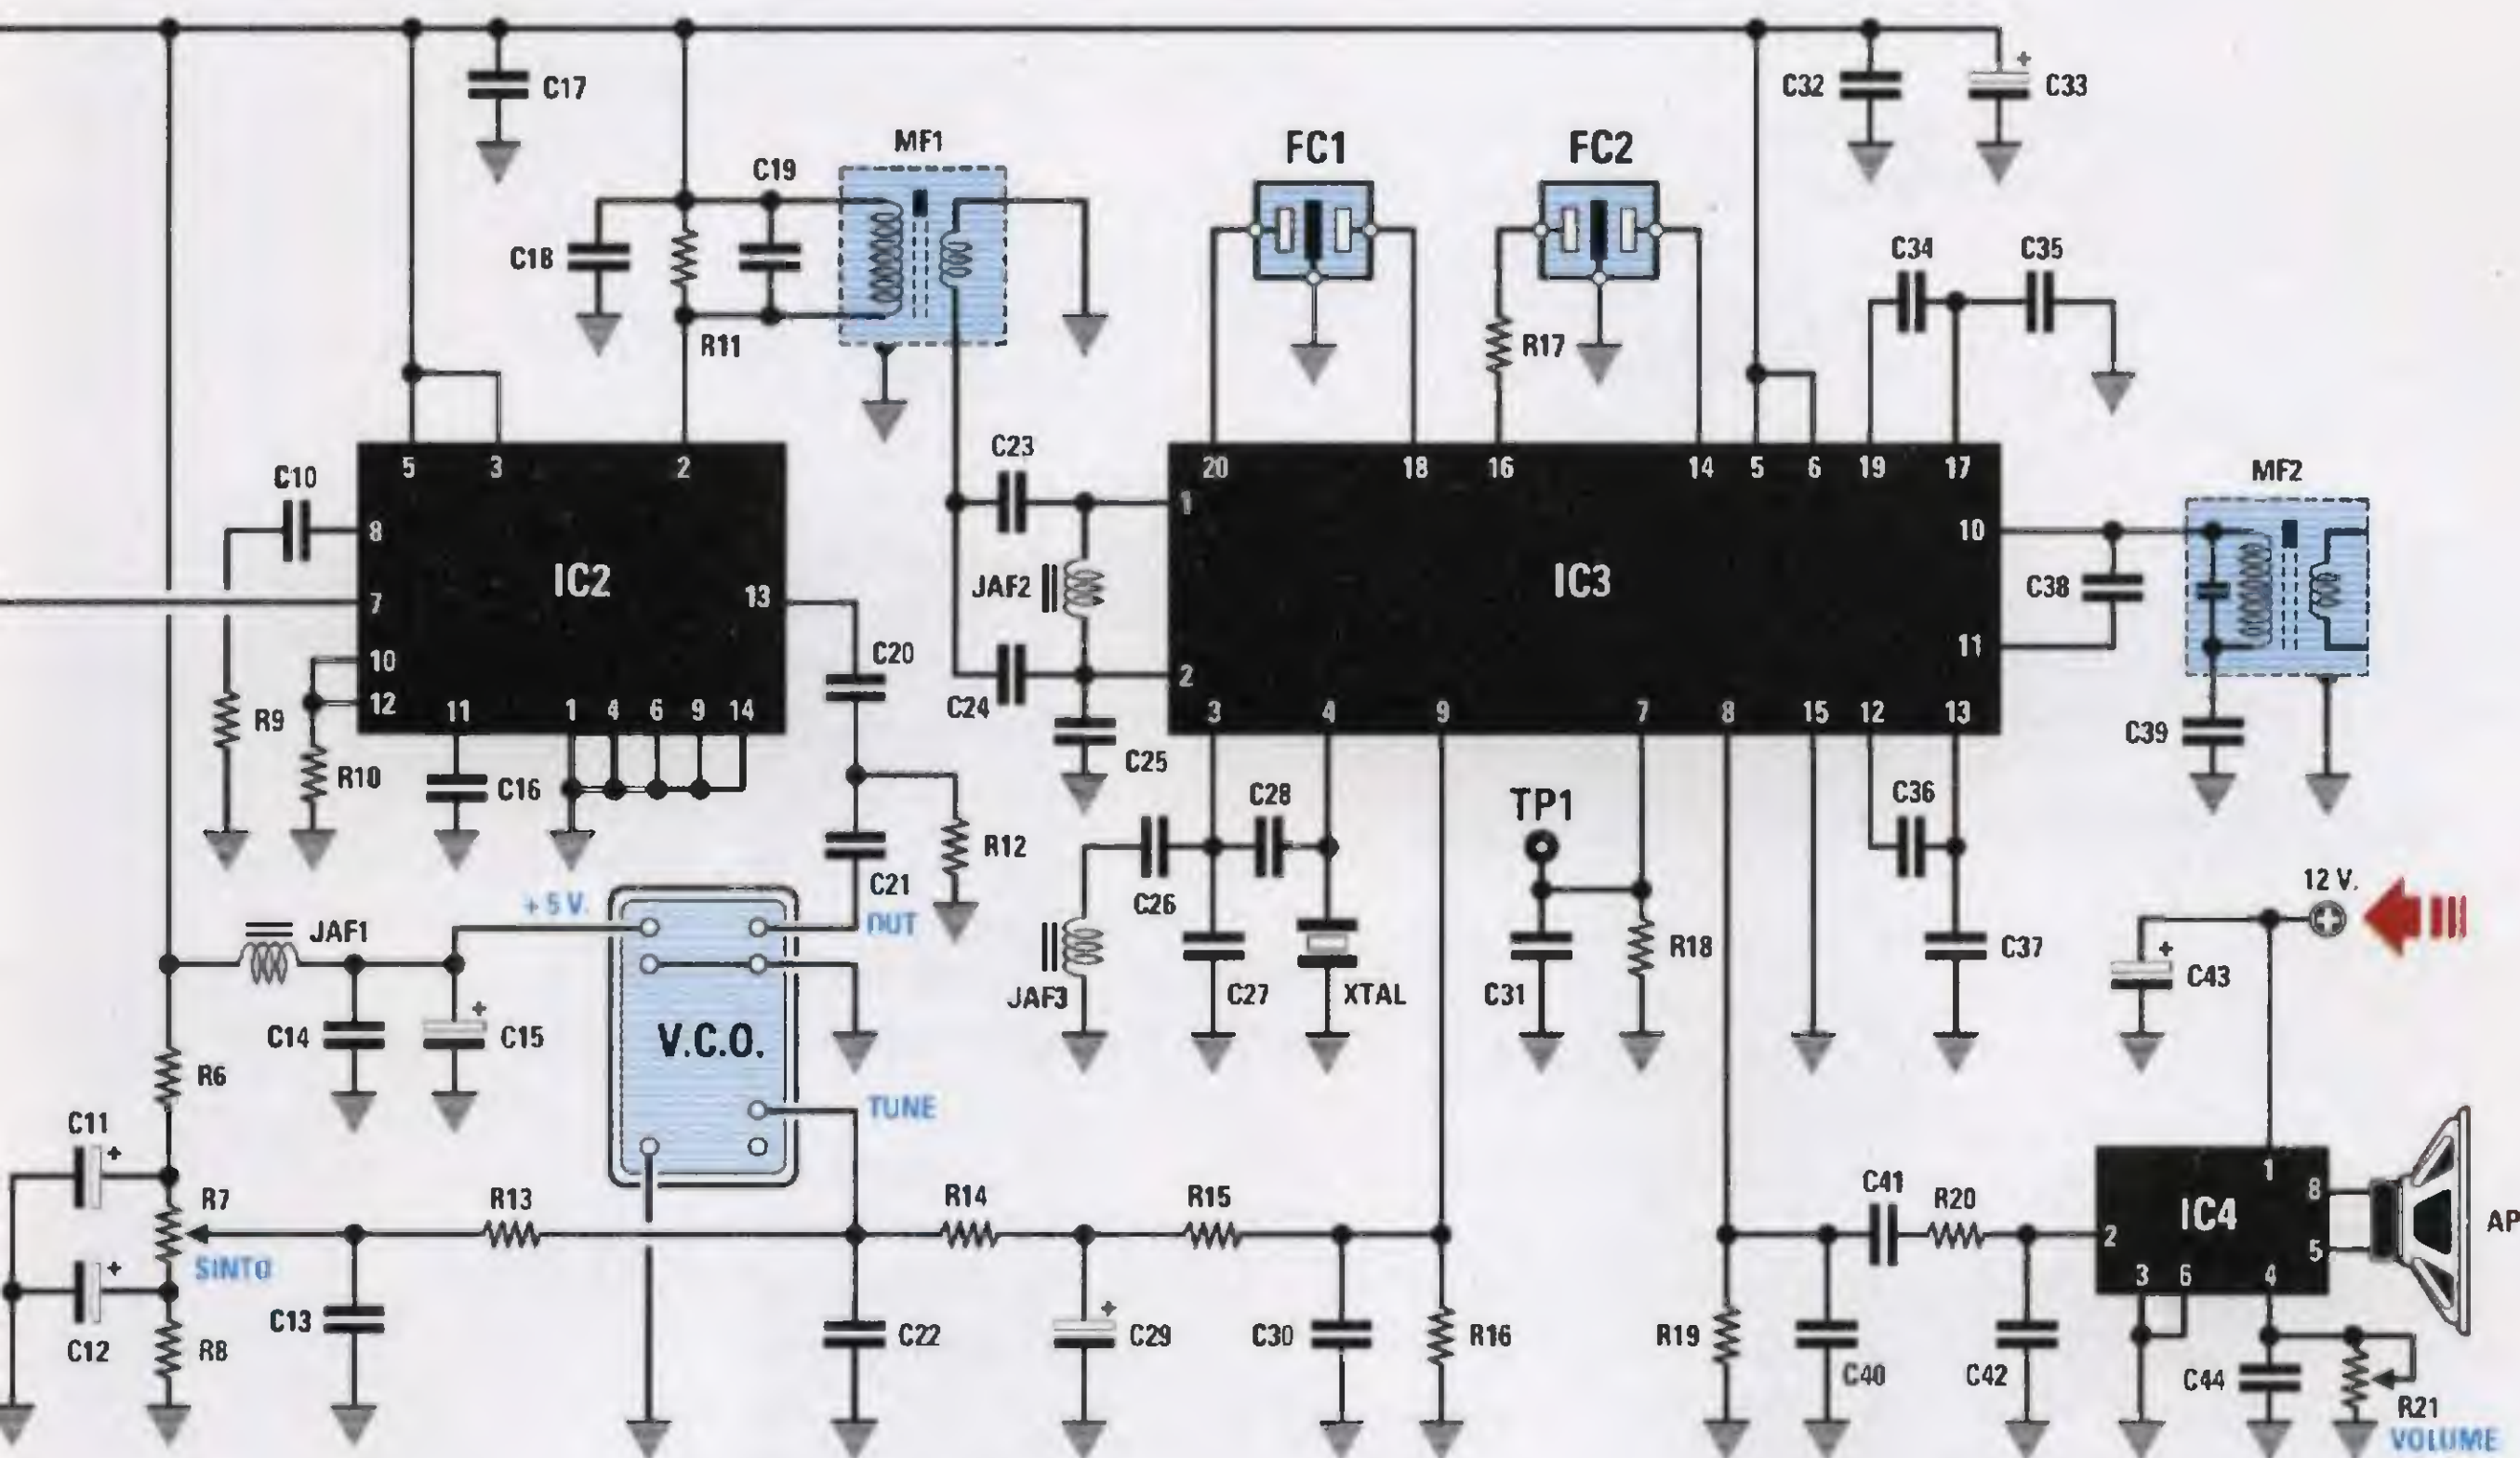 C17
C32
+
C33
MF1
FC1
FC2
C19
C18
R11
R17
C34
C35
5
3
2
C23
20
18
16
14
5
6
19
17
MF2
C10
8
1
10
IC2
7
13
JAF2
IC3
C38
11
10
C20
12
2
R9
11
1
4
6
9
14
C24
3
4
9
7
8
15
12
13
C39
R10
C16
C25
TP1
C28
C36
R12
C21
+ 5 V.
OUT
C26
12 V.
JAF1
R18
C37
+
C43
C14
+
C15
V.C.O.
JAF3
C27
XTAL
C31
R6
TUNE
C11
+
1
R7
R13
R14
R15
C41
R20
8
IC4
AP
2
5
SINTO
+
3
6
4
C12
R8
C13
C22
+
C29
C30
R16
R19
C40
C42
C44
R21
VOLUME